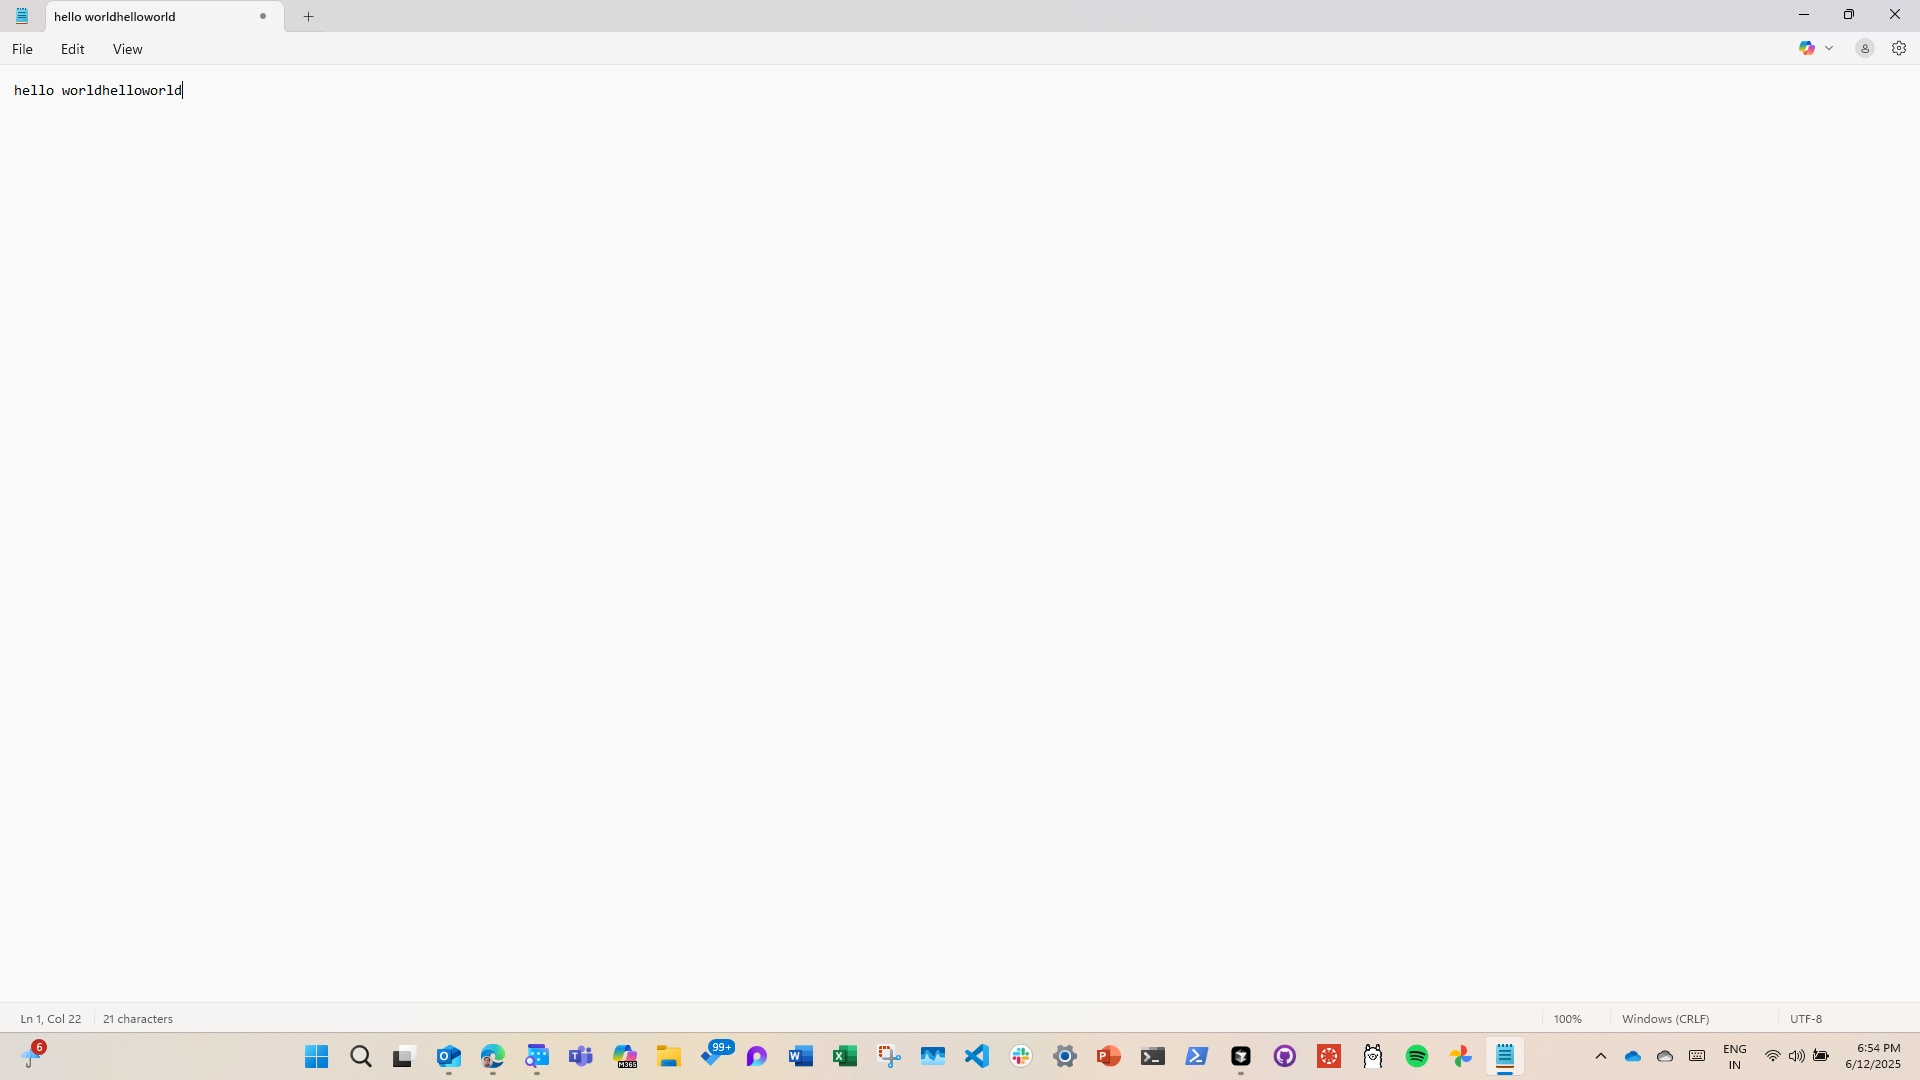 hello worldhelloworld
File Edit View
hello worldhelloworld
Ln 1, Col 22 21 characters 100% Windows (CRLF) UTF-8
6 99+ M365 ENG 6:54 PM
IN 6/12/2025